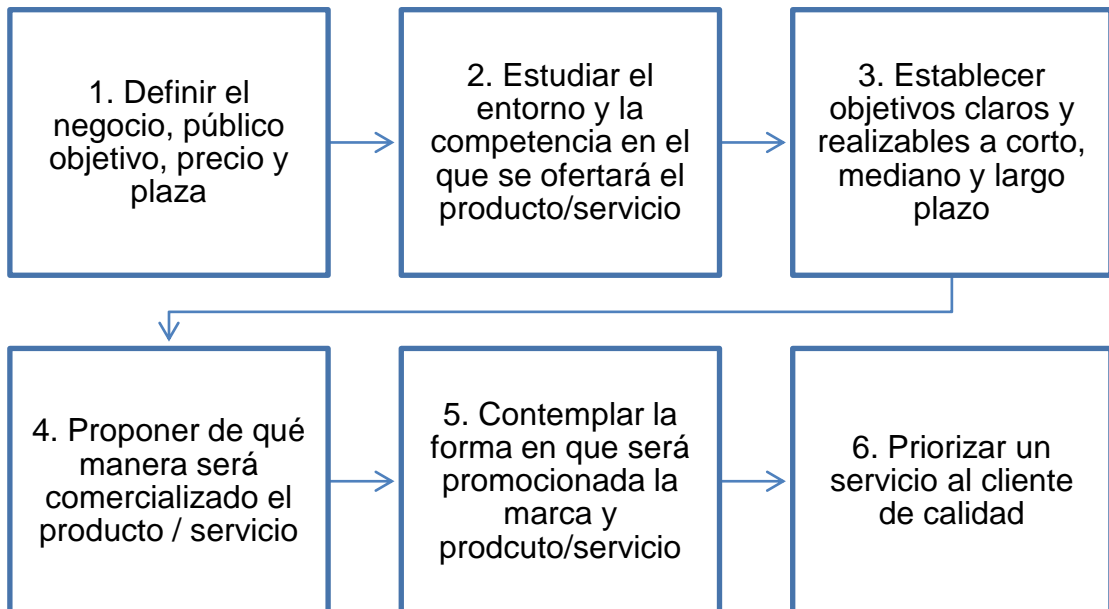 1. Definir el
negocio, público
objetivo, precio y
plaza
2. Estudiar el
entorno y la
competencia en el
que se ofertará el
producto/servicio
3. Establecer
objetivos claros y
realizables a corto,
mediano y largo
plazo
4. Proponer de qué
manera será
comercializado el
producto / servicio
5. Contemplar la
forma en que será
promocionada la
marca y
prodcuto/servicio
6. Priorizar un
servicio al cliente
de calidad